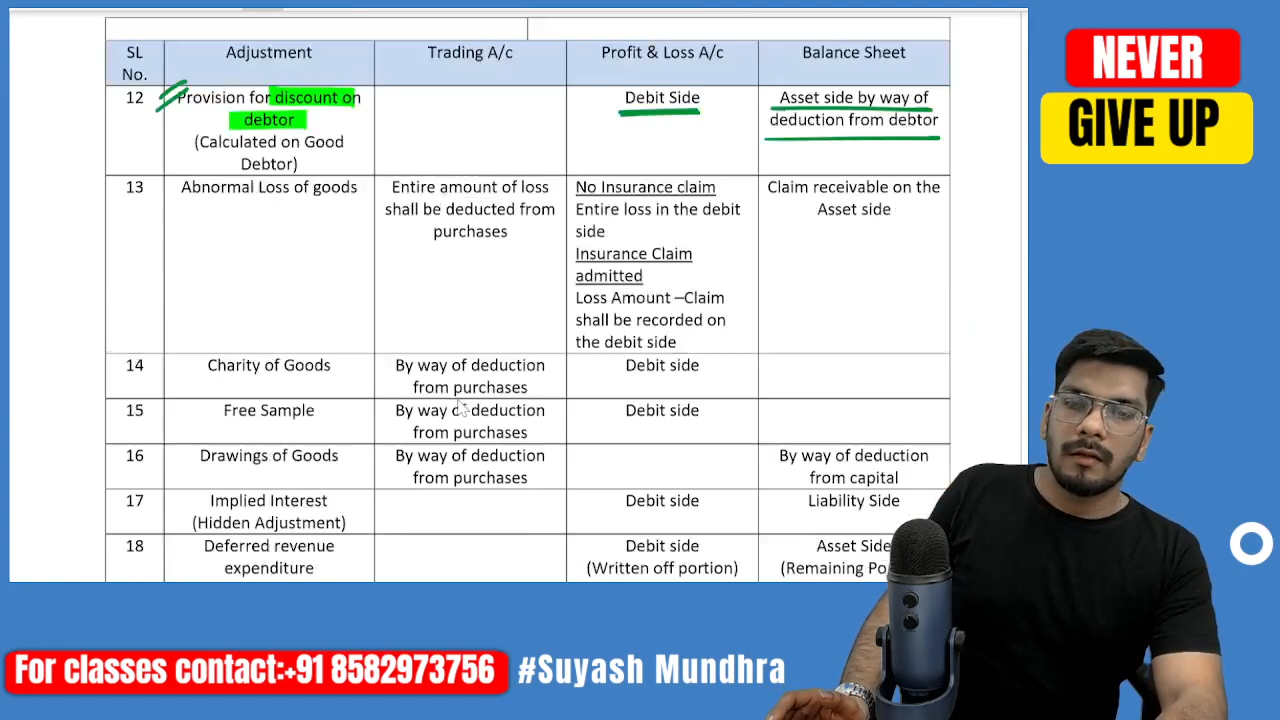 SL No.
Adjustment
Trading A/c
Profit & Loss A/c
Balance Sheet
12
Provision for discount on
debtor
(Calculated on Good
Debtor)
Debit Side
Asset side by way of
deduction from debtor
13
Abnormal Loss of goods
Entire amount of loss
shall be deducted from
purchases
No Insurance claim
Entire loss in the debit
side
Insurance Claim
admitted
Loss Amount –Claim
shall be recorded on
the debit side
Claim receivable on the
Asset side
14
Charity of Goods
By way of deduction
from purchases
Debit side
15
Free Sample
By way of deduction
from purchases
Debit side
16
Drawings of Goods
By way of deduction
from purchases
By way of deduction
from capital
17
Implied Interest
(Hidden Adjustment)
Debit side
Liability Side
18
Deferred revenue
expenditure
Debit side
(Written off portion)
Asset Side
(Remaining
NEVER
GIVE UP
For classes contact:+91 8582973756
#Suyash Mundhra